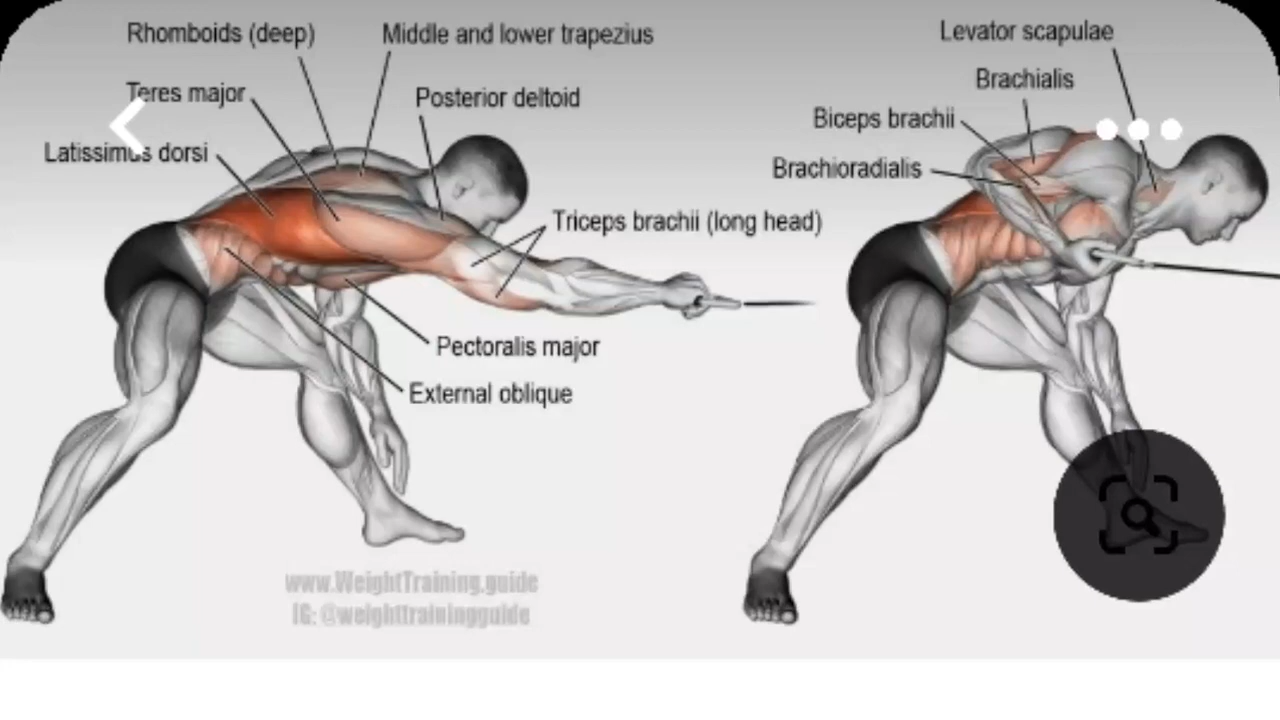 Rhomboids (deep)
Middle and lower trapezius
Teres major
Posterior deltoid
Latissimus dorsi
Triceps brachii (long head)
Pectoralis major
External oblique
Levator scapulae
Brachialis
Biceps brachii
Brachioradialis
www.WeightTraining.guide
IG: @weighttrainingguide